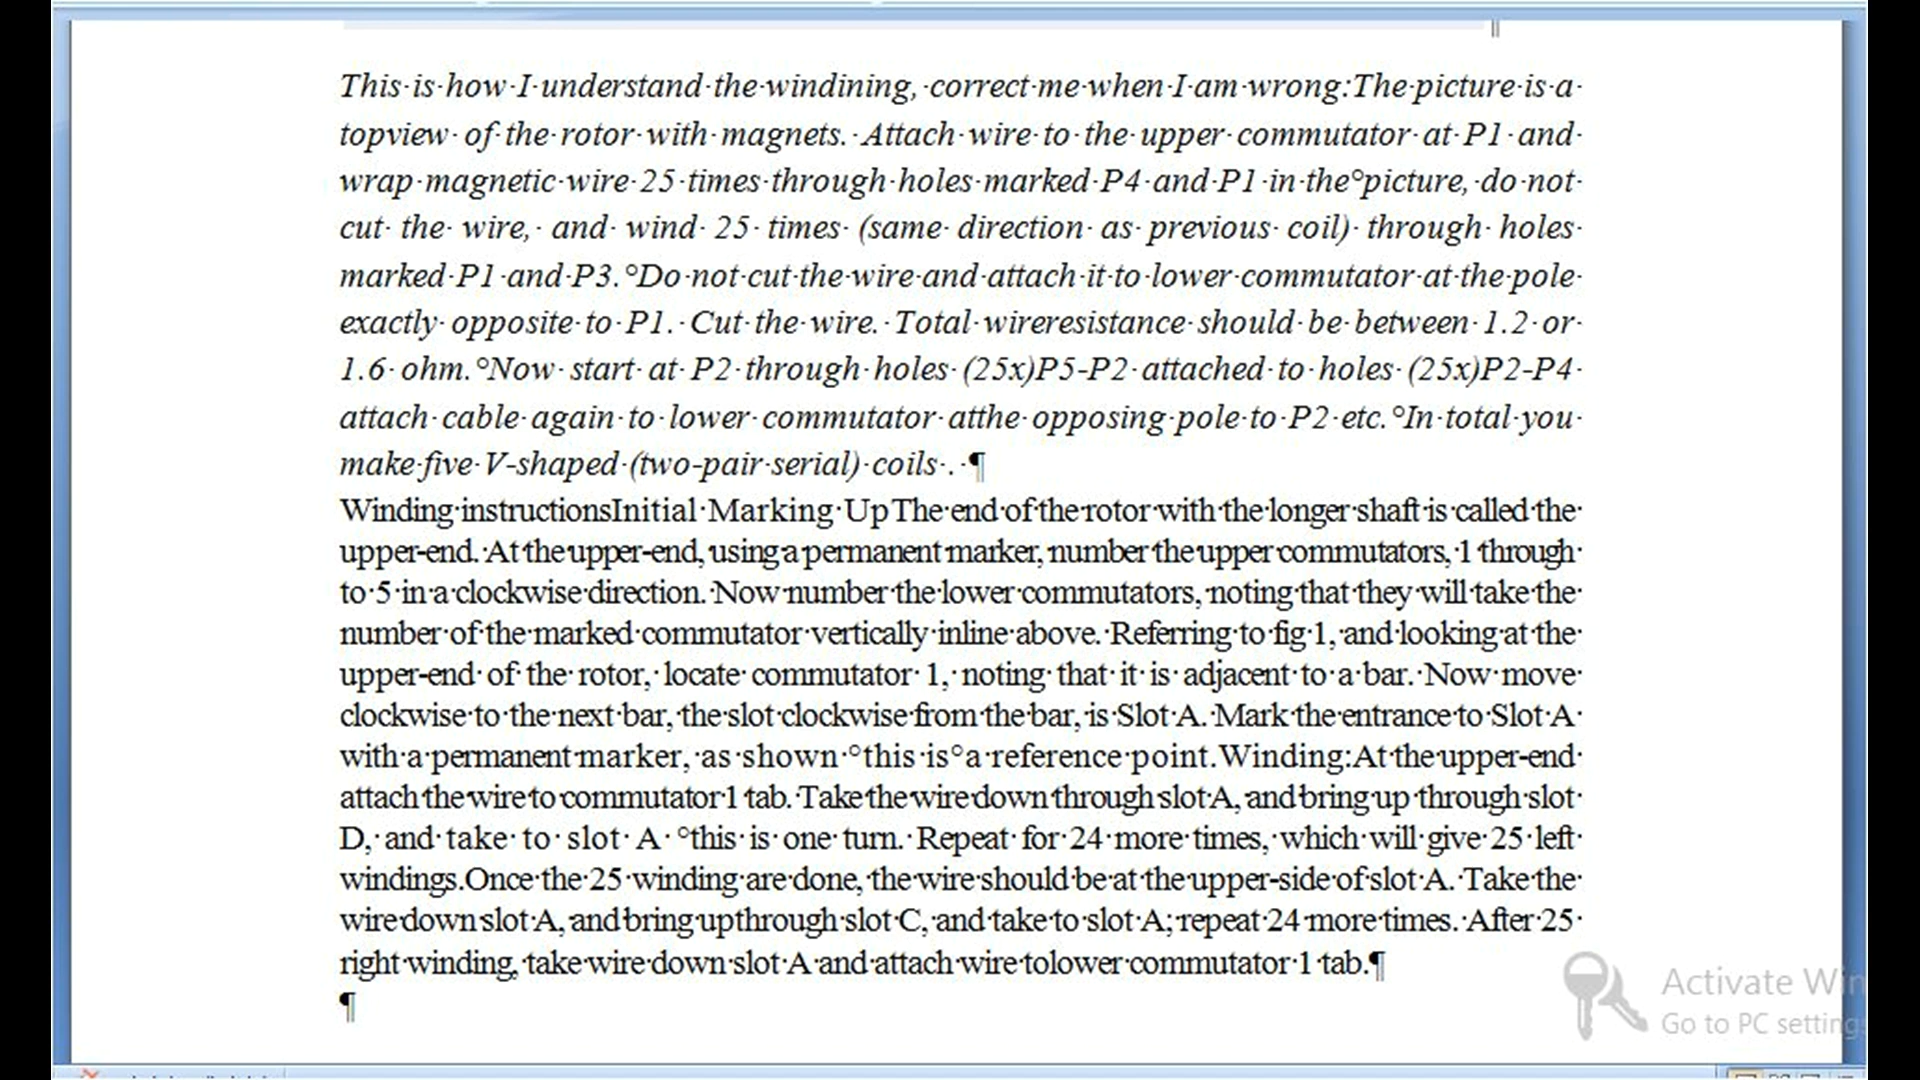 This is how I understand the windining, correct me when I am wrong:The picture is a
topview of the rotor with magnets. Attach wire to the upper commutator at P1 and
wrap magnetic wire 25 times through holes marked P4 and P1 in the°picture, do not
cut the wire, and wind 25 times (same direction as previous coil) through holes
marked P1 and P3.°Do not cut the wire and attach it to lower commutator at the pole
exactly opposite to P1. Cut the wire. Total wireresistance should be between 1.2 or
1.6 ohm.°Now start at P2 through holes (25x)P5-P2 attached to holes (25x)P2-P4
attach cable again to lower commutator atthe opposing pole to P2 etc.°In total you
make five V-shaped (two-pair serial) coils . ¶
Winding instructionsInitial Marking Up The end of the rotor with the longer shaft is called the
upper-end. At the upper-end, using a permanent marker, number the upper commutators, 1 through
to 5 in a clockwise direction. Now number the lower commutators, noting that they will take the
number of the marked commutator vertically inline above. Referring to fig 1, and looking at the
upper-end of the rotor, locate commutator 1, noting that it is adjacent to a bar. Now move
clockwise to the next bar, the slot clockwise from the bar, is Slot A. Mark the entrance to Slot A
with a permanent marker, as shown °this is°a reference point.Winding:At the upper-end
attach the wire to commutator 1 tab. Take the wire down through slot A, and bring up through slot
D, and take to slot A °this is one turn. Repeat for 24 more times, which will give 25 left
windings.Once the 25 winding are done, the wire should be at the upper-side of slot A. Take the
wire down slot A, and bring up through slot C, and take to slot A; repeat 24 more times. After 25
right winding, take wire down slot A and attach wire tolower commutator 1 tab.¶
¶
Activate Win
Go to PC setting